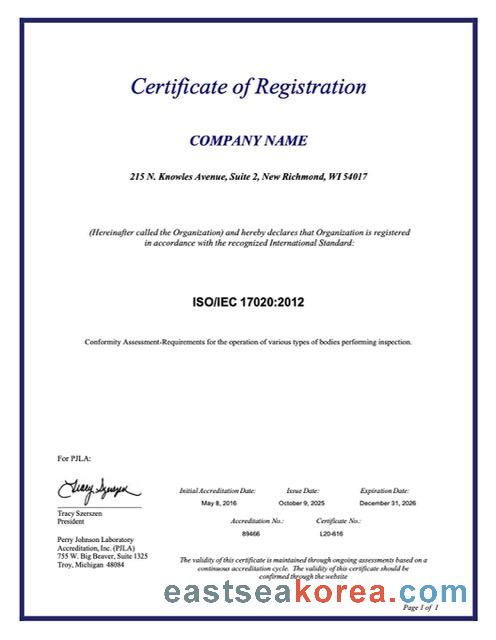 Certificate of Registration
COMPANY NAME
215 N. Knowles Avenue, Suite 2, New Richmond, WI 54017
(Hereinafter called the Organization) and hereby declares that Organization is registered
in accordance with the recognized International Standard:
ISO/IEC 17020:2012
Conformity Assessment-Requirements for the operation of various types of bodies performing inspection.
For PJLA:
Tracy Szerszen
Tracy Szerszen
President
Perry Johnson Laboratory
Accreditation, Inc. (PJLA)
755 W. Big Beaver, Suite 1325
Troy, Michigan 48084
Initial Accreditation Date: Issue Date: Expiration Date:
May 8, 2016 October 9, 2025 December 31, 2026
Accreditation No.: Certificate No.:
89466 L20-616
The validity of this certificate is maintained through ongoing assessments based on a
continuous accreditation cycle. The validity of this certificate should be
confirmed through the website
eastseakorea.com
Page 1 of 1